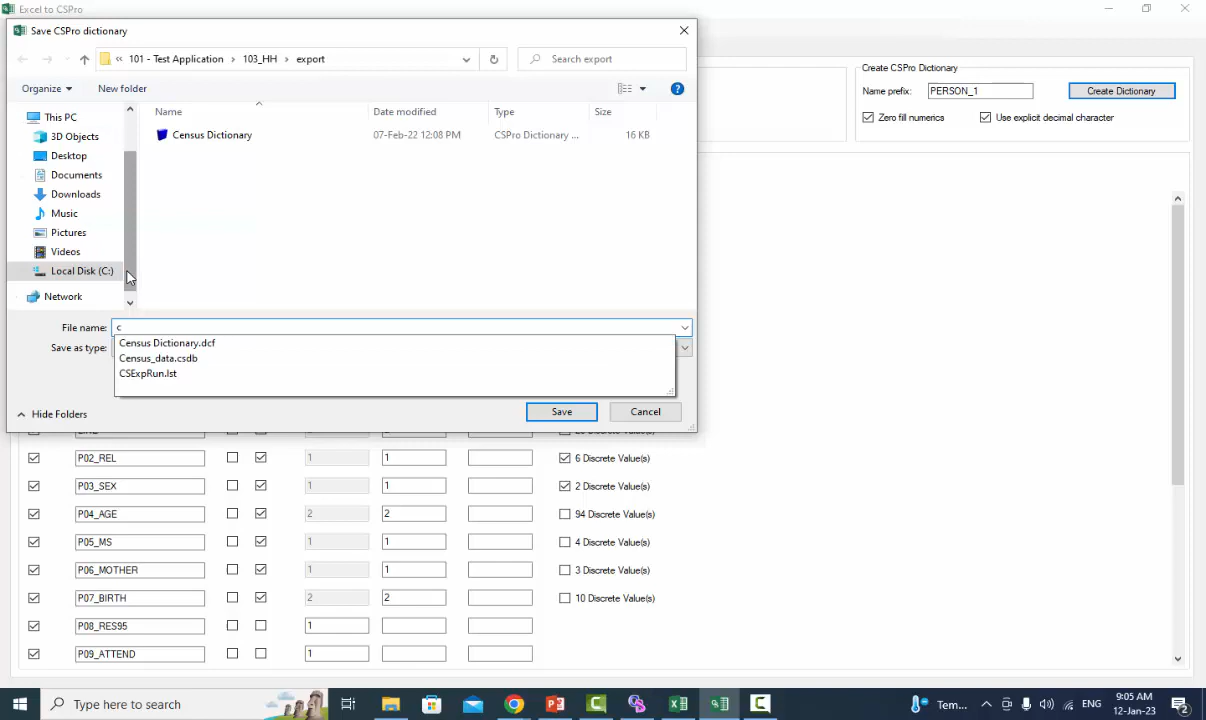 Excel to CSPro
Save CSPro dictionary
« 101 - Test Application › 103_HH › export
Search export
Organize
New folder
Name
Date modified
Type
Size
This PC
3D Objects
Desktop
Documents
Downloads
Music
Pictures
Videos
Local Disk (C:)
Network
Census Dictionary
07-Feb-22 12:08 PM
CSPro Dictionary ...
16 KB
File name:
c
Save as type:
Census Dictionary.dcf
Census_data.csdb
CSExpRun.lst
Hide Folders
Save
Cancel
Create CSPro Dictionary
Name prefix:
PERSON_1
Create Dictionary
Zero fill numerica
Use explicit decimal character
P02_REL 1 1 6 Discrete Value(s)
P03_SEX 1 1 2 Discrete Value(s)
P04_AGE 2 2 94 Discrete Value(s)
P05_MS 1 1 4 Discrete Value(s)
P06_MOTHER 1 1 3 Discrete Value(s)
P07_BIRTH 2 2 10 Discrete Value(s)
P08_RES95 1
P09_ATTEND 1
Type here to search
Tem...
ENG
9:05 AM
12-Jan-23
2